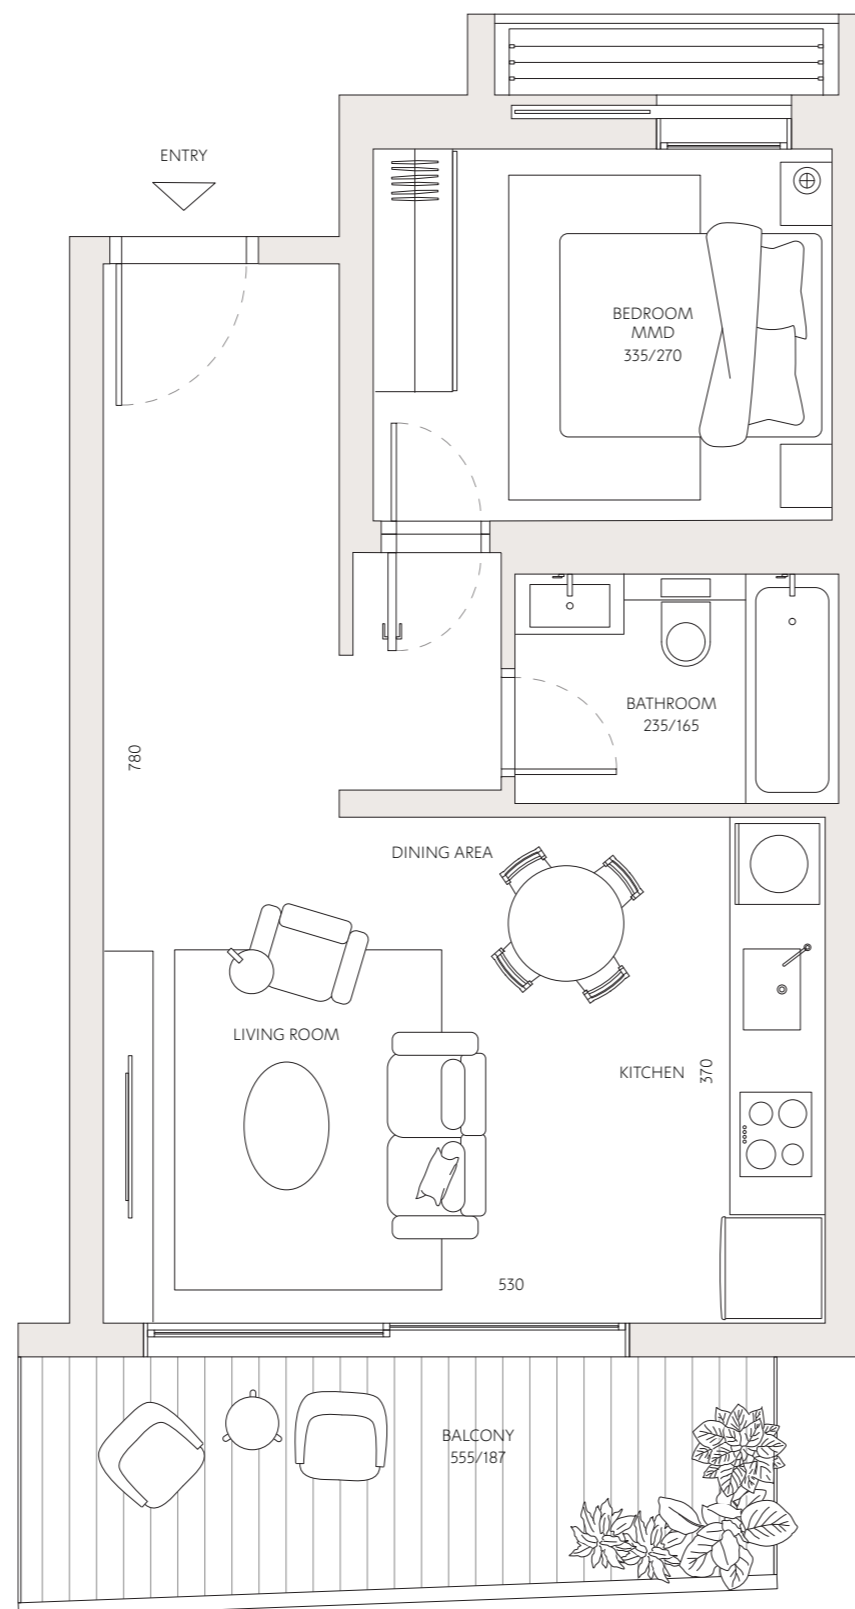 ENTRY
BEDROOM
MMD
335/270
BATHROOM
235/165
780
DINING AREA
LIVING ROOM
KITCHEN
370
530
BALCONY
555/187